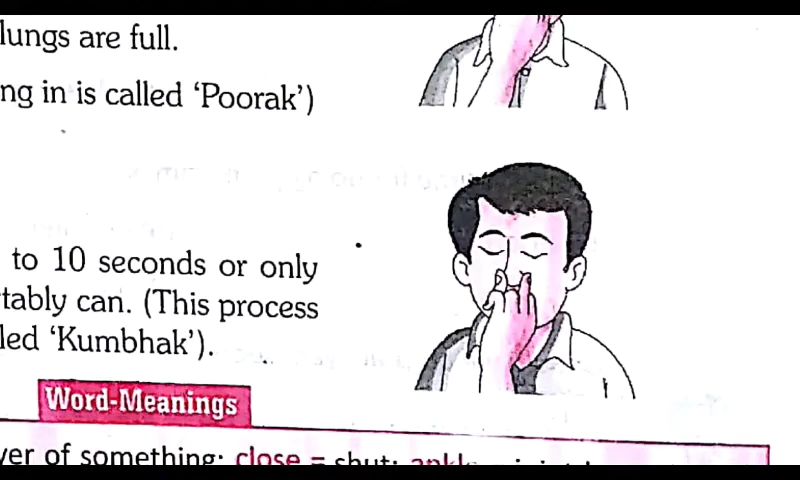 lungs are full.
ng in is called ‘Poorak’)
to 10 seconds or only
tably can. (This process
led ‘Kumbhak’).
Word-Meanings
ver of something; close = shut;